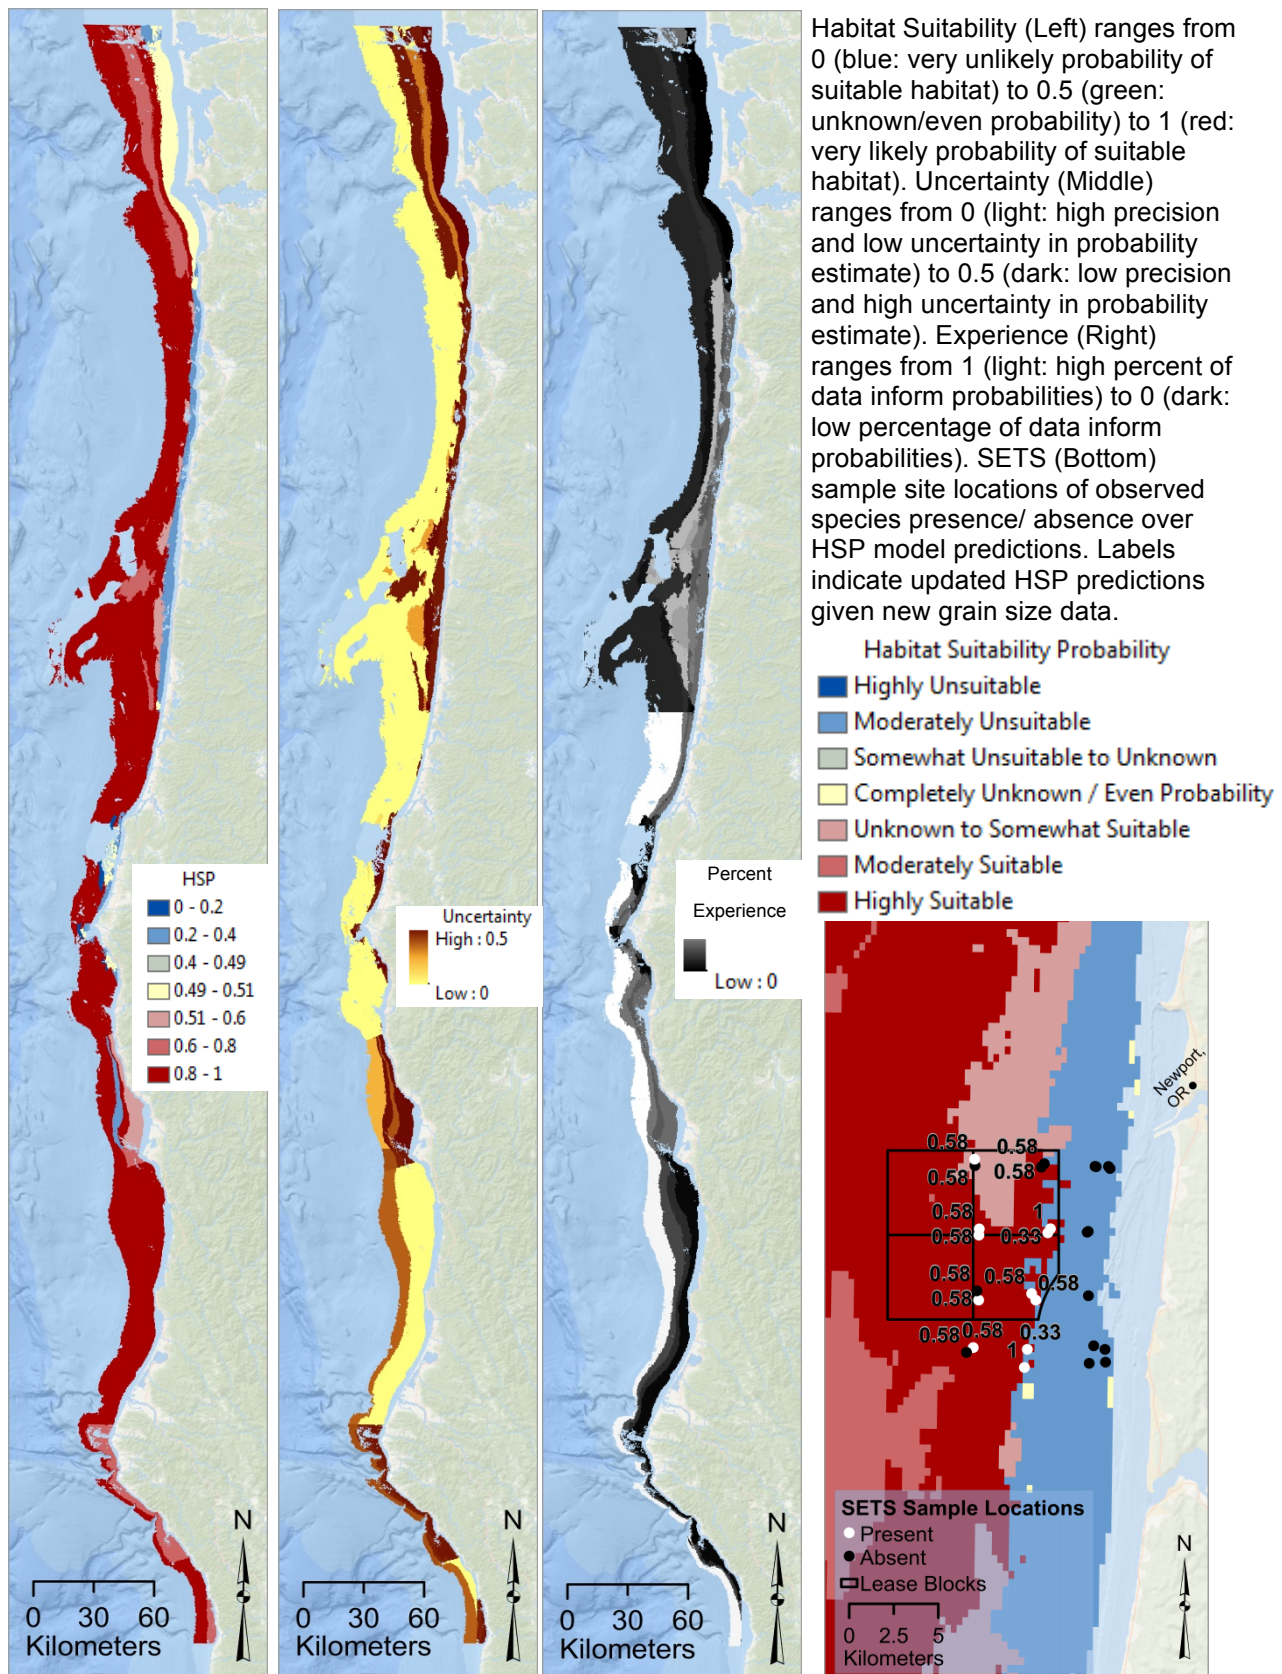 Habitat Suitability (Left) ranges from
0 (blue: very unlikely probability of
suitable habitat) to 0.5 (green:
unknown/even probability) to 1 (red:
very likely probability of suitable
habitat). Uncertainty (Middle)
ranges from 0 (light: high precision
and low uncertainty in probability
estimate) to 0.5 (dark: low precision
and high uncertainty in probability
estimate). Experience (Right)
ranges from 1 (light: high percent of
data inform probabilities) to 0 (dark:
low percentage of data inform
probabilities). SETS (Bottom)
sample site locations of observed
species presence/ absence over
HSP model predictions. Labels
indicate updated HSP predictions
given new grain size data.
Habitat Suitability Probability
Highly Unsuitable
Moderately Unsuitable
Somewhat Unsuitable to Unknown
Completely Unknown / Even Probability
Unknown to Somewhat Suitable
Moderately Suitable
Highly Suitable
HSP
0 - 0.2
0.2 - 0.4
0.4 - 0.49
0.49 - 0.51
0.51 - 0.6
0.6 - 0.8
0.8 - 1
N
0 30 60
Kilometers
Uncertainty
High : 0.5
Low : 0
N
0 30 60
Kilometers
Percent
Experience
Low : 0
N
0 30 60
Kilometers
Newport,
OR
0.58 0.58
0.58 0.58
0.58 1
0.58 0.33
0.58 0.58 0.58
0.58
0.58 0.58 0.33
1
SETS Sample Locations
Present
Absent
Lease Blocks
0 2.5 5
Kilometers
N